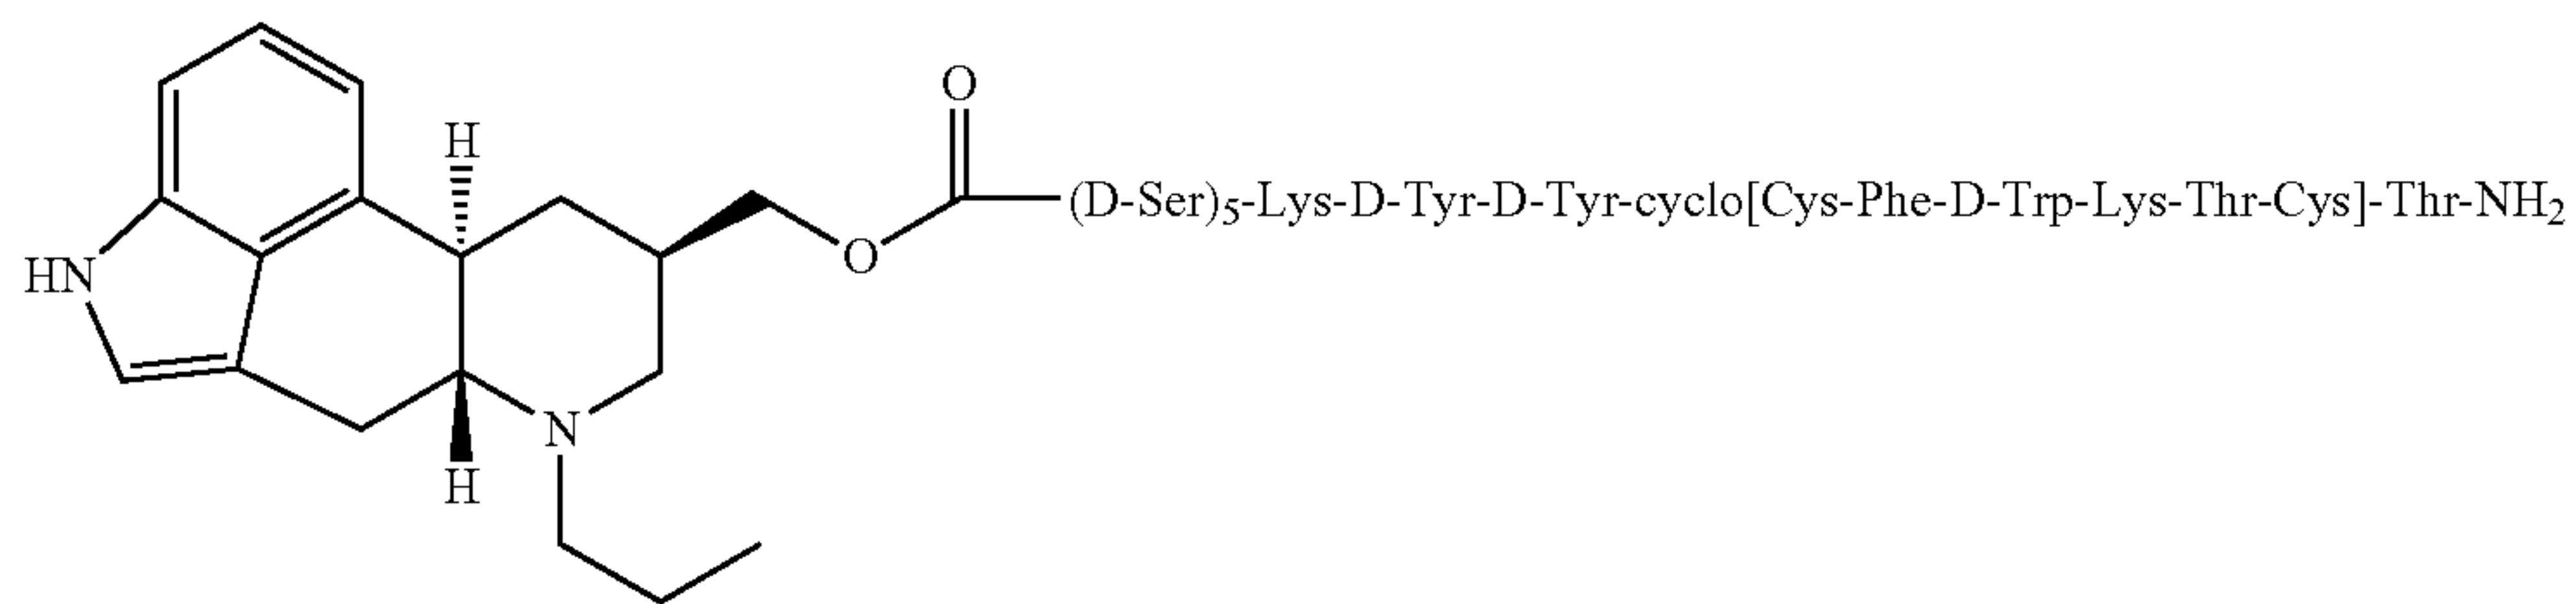 O
H
(D-Ser)5-Lys-D-Tyr-D-Tyr-cyclo[Cys-Phe-D-Trp-Lys-Thr-Cys]-Thr-NH2
O
HN
N
H